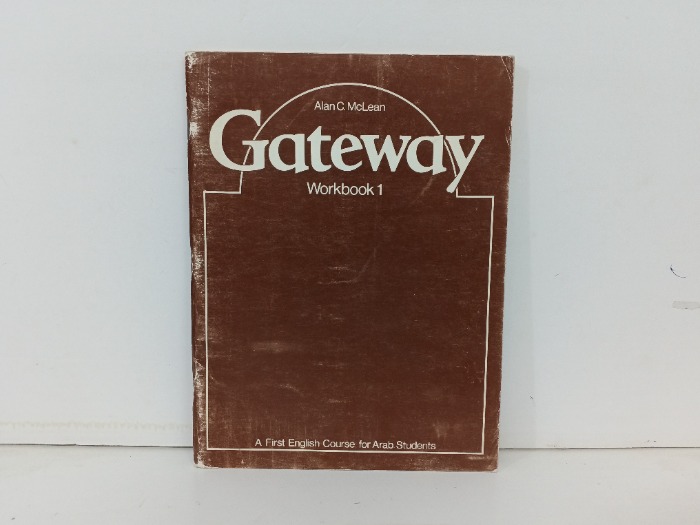 Alan C. McLean
Gateway
Workbook 1
A First English Course for Arab Students